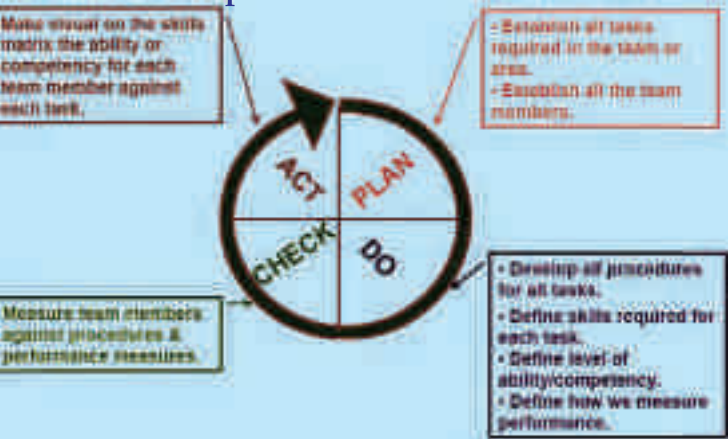 Make visual on the skills
matrix the ability or
competency for each
team member against
each task.
- Establish all tasks
required in the team or
area.
- Establish all the team
members.
ACT
PLAN
CHECK
DO
Measure team members
against procedures &
performance measures.
• Develop all procedures
for all tasks.
• Define skills required for
each task.
• Define level of
ability/competency.
• Define how we measure
performance.